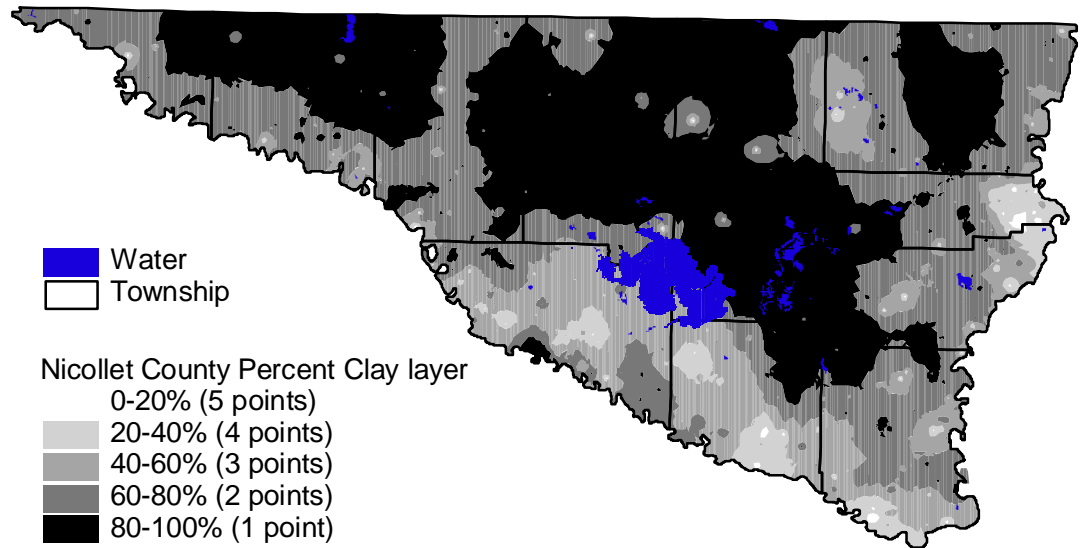 Water
Township
Nicollet County Percent Clay layer
0-20% (5 points)
20-40% (4 points)
40-60% (3 points)
60-80% (2 points)
80-100% (1 point)